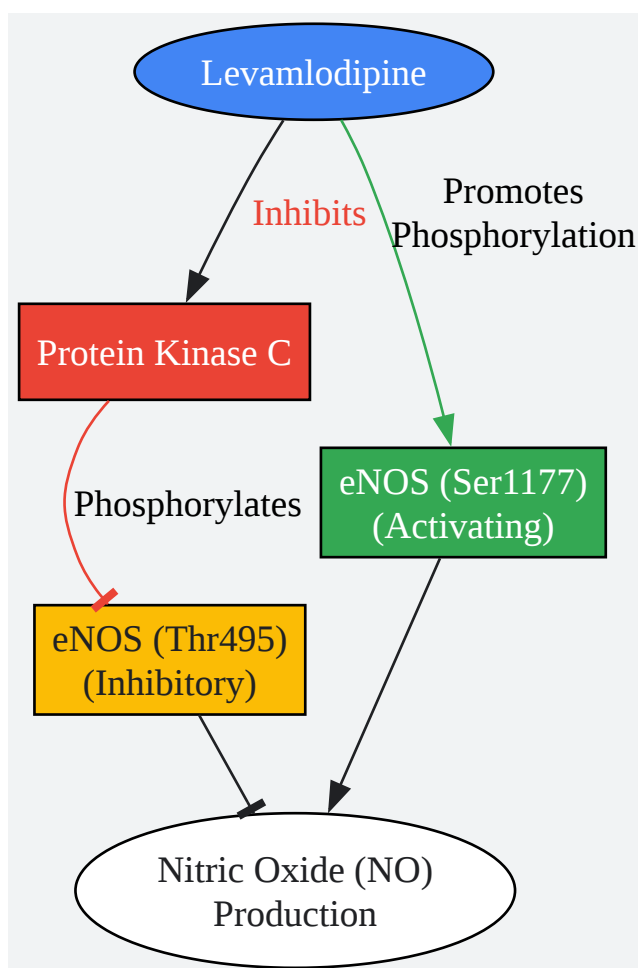 Levamlodipine
Inhibits
Promotes
Phosphorylation
Protein Kinase C
Phosphorylates
eNOS (Ser1177)
(Activating)
eNOS (Thr495)
(Inhibitory)
Nitric Oxide (NO)
Production